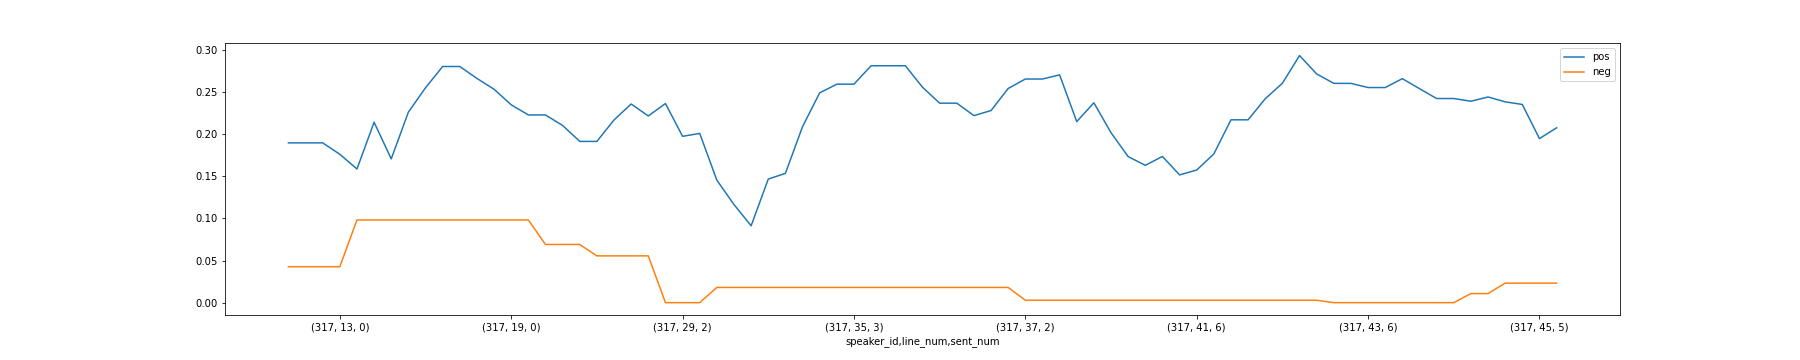 0.30
0.25
0.20
0.15
0.10
0.05
0.00
pos
neg
(317, 13, 0) (317, 19, 0) (317, 29, 2) (317, 35, 3) (317, 37, 2) (317, 41, 6) (317, 43, 6) (317, 45, 5)
speaker_id,line_num,sent_num